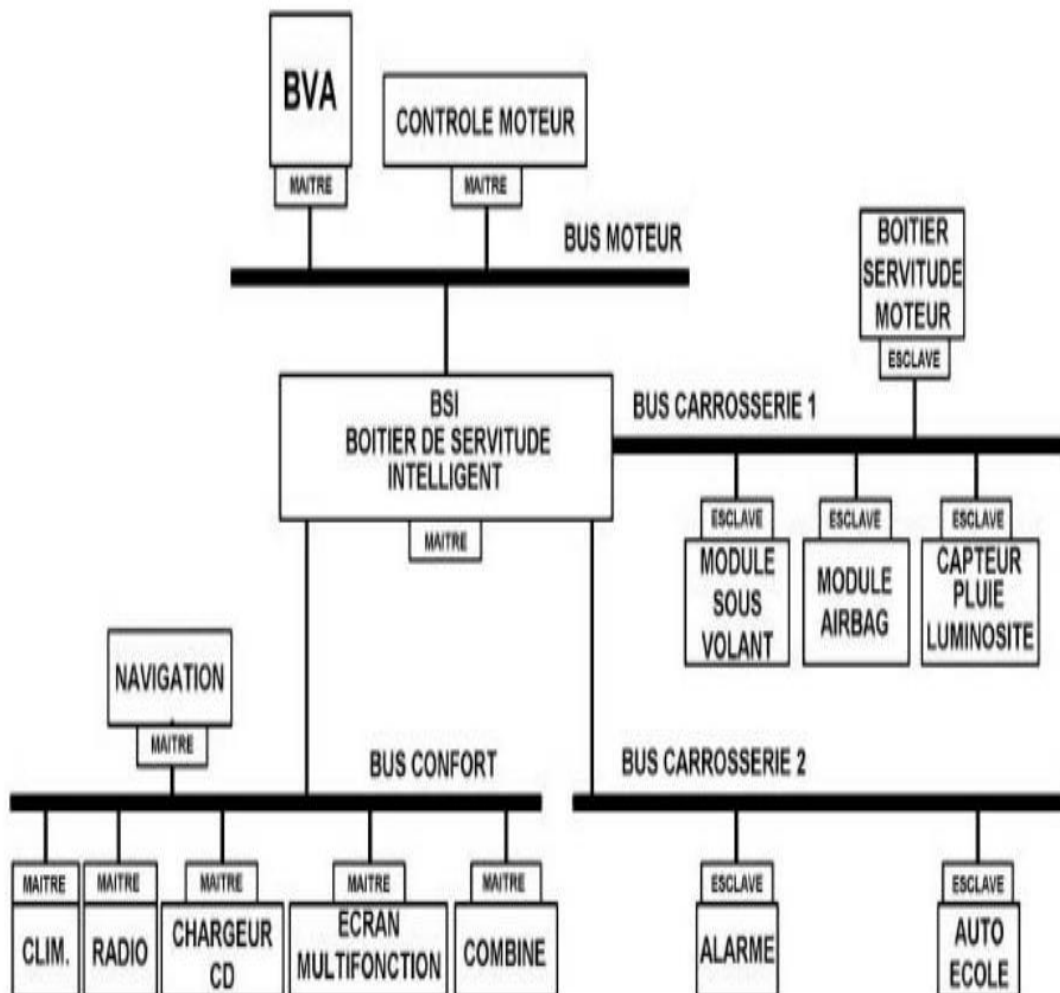 BVA
MAITRE
CONTROLE MOTEUR
MAITRE
BUS MOTEUR
BOITIER
SERVITUDE
MOTEUR
ESCLAVE
BSI
BOITIER DE SERVITUDE
INTELLIGENT
MAITRE
BUS CARROSSERIE 1
ESCLAVE
MODULE
SOUS
VOLANT
ESCLAVE
MODULE
AIRBAG
ESCLAVE
CAPTEUR
PLUIE
LUMINOSITE
NAVIGATION
MAITRE
BUS CONFORT
BUS CARROSSERIE 2
MAITRE
CLIM.
MAITRE
RADIO
MAITRE
CHARGEUR
CD
MAITRE
ECRAN
MULTIFONCTION
MAITRE
COMBINE
ESCLAVE
ALARME
ESCLAVE
AUTO
ECOLE